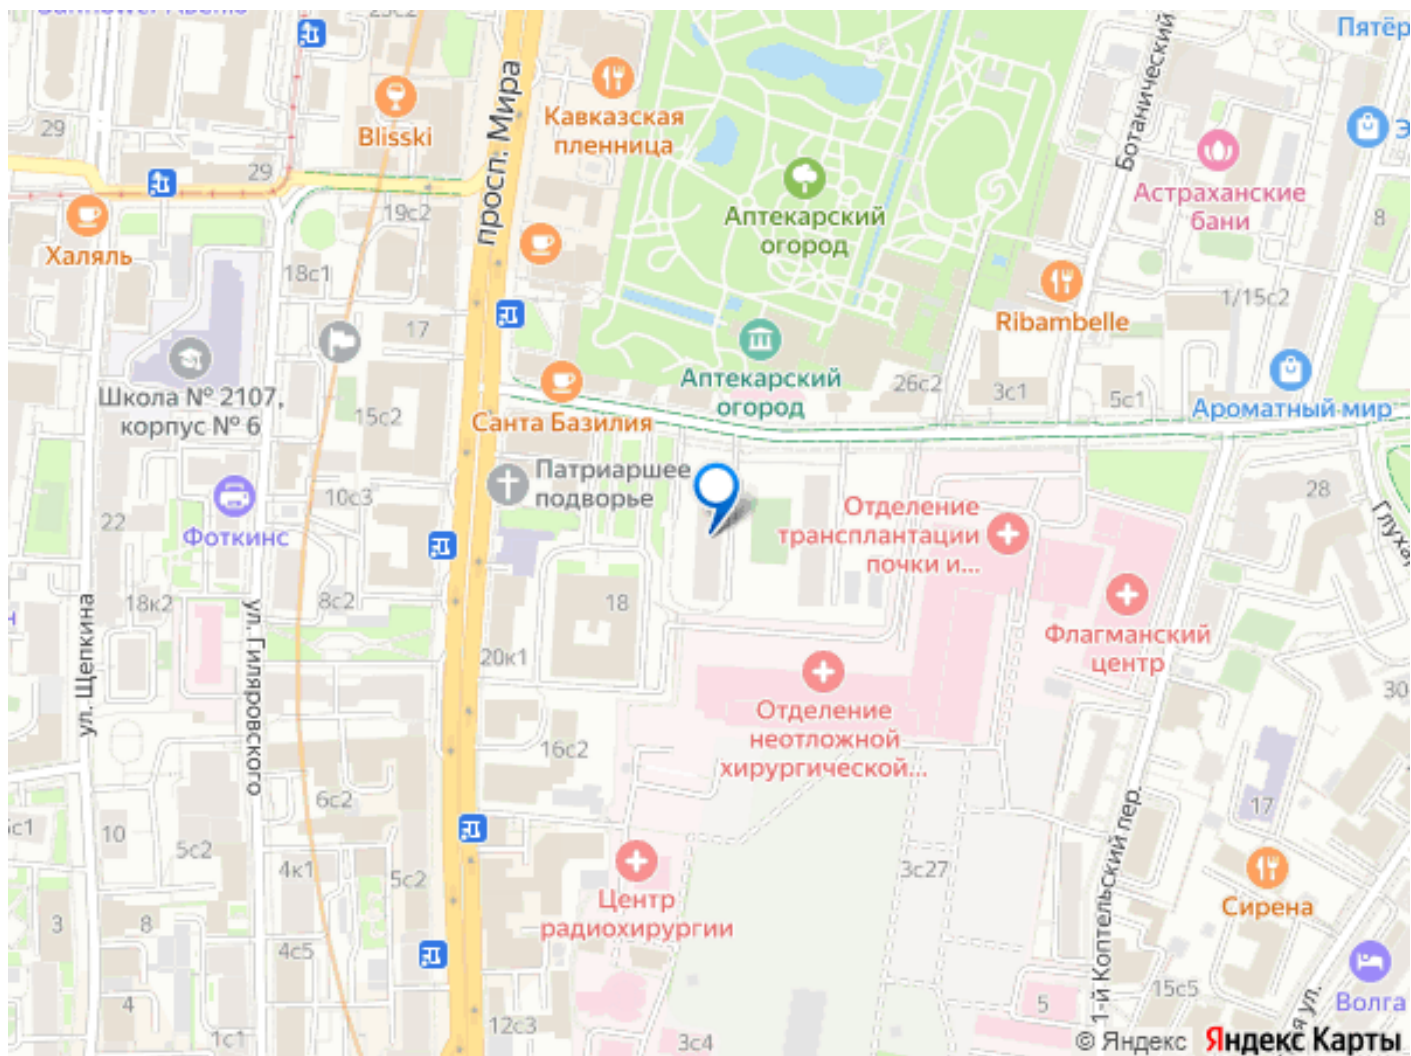 29
Blisski
просп. Мира
Кавказская
пленница
Ботанический
Пятёр
Э
Астраханские
бани
Аптекарский
огород
29
19с2
8
Халяль
18с1
17
1/15с2
Ribambelle
Школа № 2107,
корпус № 6
15с2
Аптекарский
огород
26с2
3с1
5с1
Ароматный мир
Санта Базилия
Патриаршее
подворье
10с3
22
Фоткинс
Отделение
трансплантации
почки и...
28
Глухар
18к2
8с2
18
Флагманский
центр
ул. Щепкина
ул. Гиляровского
20к1
30
Отделение
неотложной
хирургической...
16с2
6с2
17
с1
10
5с2
4к1
5с2
3с27
1-й Коптельский пер.
Центр
радиохирургии
Сирена
3
8
4с5
Волга
4
1с1
12с3
3с4
5
15с5
я ул.
© Яндекс Яндекс Карты